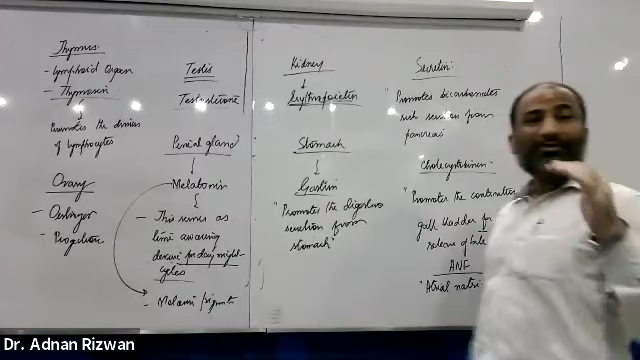 Thymus:
- lymphoid organ
- Thymosin
Promotes the division
of lymphocytes
Ovary
- Oestrogen
- Progesterone
Testis
Testosterone
Pineal gland
Melatonin
- This serves as
time awaring
device for day night
cycles
- Melanin pigment
Kidney
Erythropoietin
Stomach
Gastrin
"Promotes the digestive
secretion from
stomach"
Secretin:
"Promotes bicarbonates
rich secretion from
pancreas
Cholecystokinin:
"Promotes the contraction
gall bladder for
release of bile
ANF
"Atrial natri
Dr. Adnan Rizwan